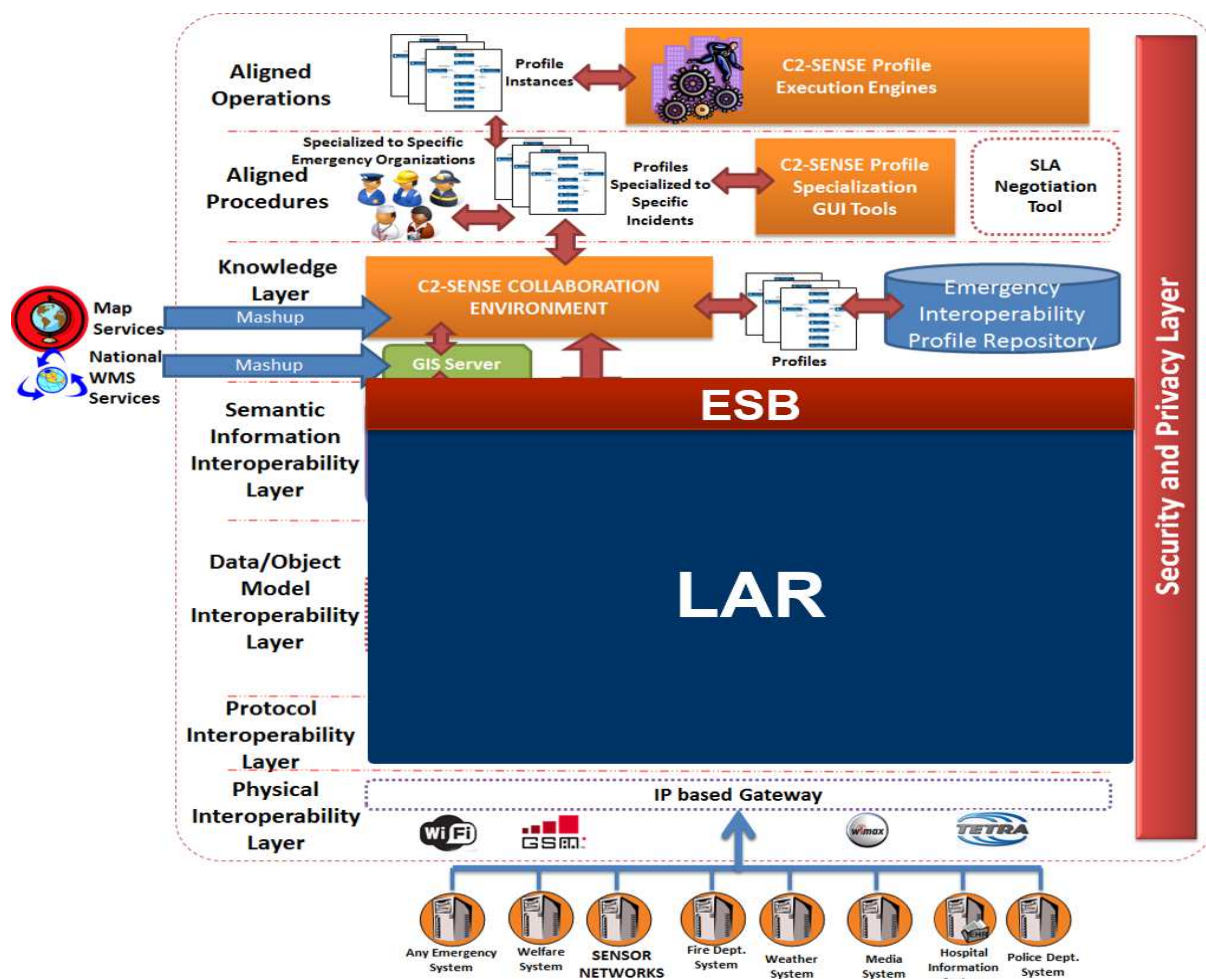 Aligned
Operations
Profile
Instances
C2-SENSE Profile
Execution Engines
Specialized to Specific
Emergency Organizations
Aligned
Procedures
Profiles
Specialized to
Specific
Incidents
C2-SENSE Profile
Specialization
GUI Tools
SLA
Negotiation
Tool
Knowledge
Layer
Map
Services
Mashup
C2-SENSE COLLABORATION
ENVIRONMENT
Profiles
Emergency
Interoperability
Profile Repository
National
WMS
Services
Mashup
GIS Server
Security and Privacy Layer
ESB
Semantic
Information
Interoperability
Layer
LAR
Data/Object
Model
Interoperability
Layer
Protocol
Interoperability
Layer
Physical
Interoperability
Layer
IP based Gateway
WiFi
GSM
wimax
TETRA
Any Emergency
System
Welfare
System
SENSOR
NETWORKS
Fire Dept.
System
Weather
System
Media
System
EHR
Hospital
Information
Police Dept.
System